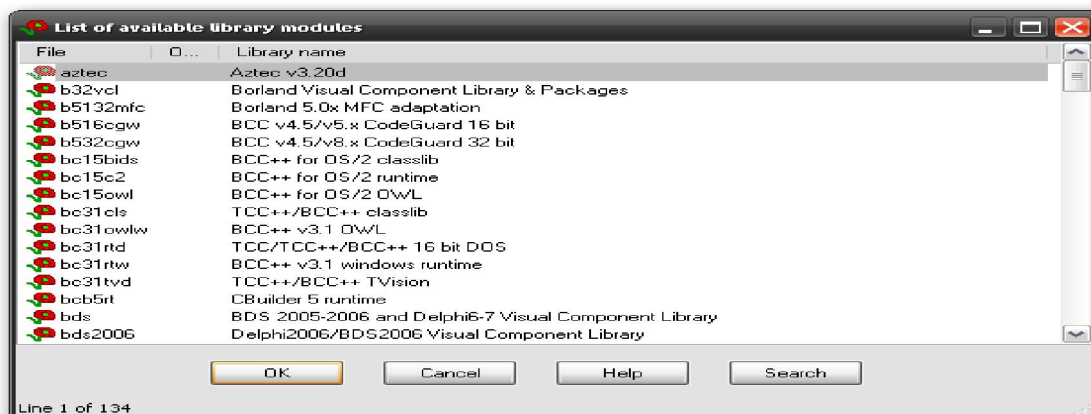 List of available library modules
File O... Library name
aztec Aztec v3.20d
b32vcl Borland Visual Component Library & Packages
b5132mfc Borland 5.0x MFC adaptation
b516cgw BCC v4.5/v5.x CodeGuard 16 bit
b532cgw BCC v4.5/v8.x CodeGuard 32 bit
bc15bids BCC++ for OS/2 classlib
bc15c2 BCC++ for OS/2 runtime
bc15owl BCC++ for OS/2 OWL
bc31cls TCC++/BCC++ classlib
bc31owlw BCC++ v3.1 OWL
bc31rtd TCC/TCC++/BCC++ 16 bit DOS
bc31rtw BCC++ v3.1 windows runtime
bc31tvd TCC++/BCC++ TVision
bcb5rt CBuilder 5 runtime
bds BDS 2005-2006 and Delphi6-7 Visual Component Library
bds2006 Delphi2006/BDS2006 Visual Component Library
OK Cancel Help Search
Line 1 of 134